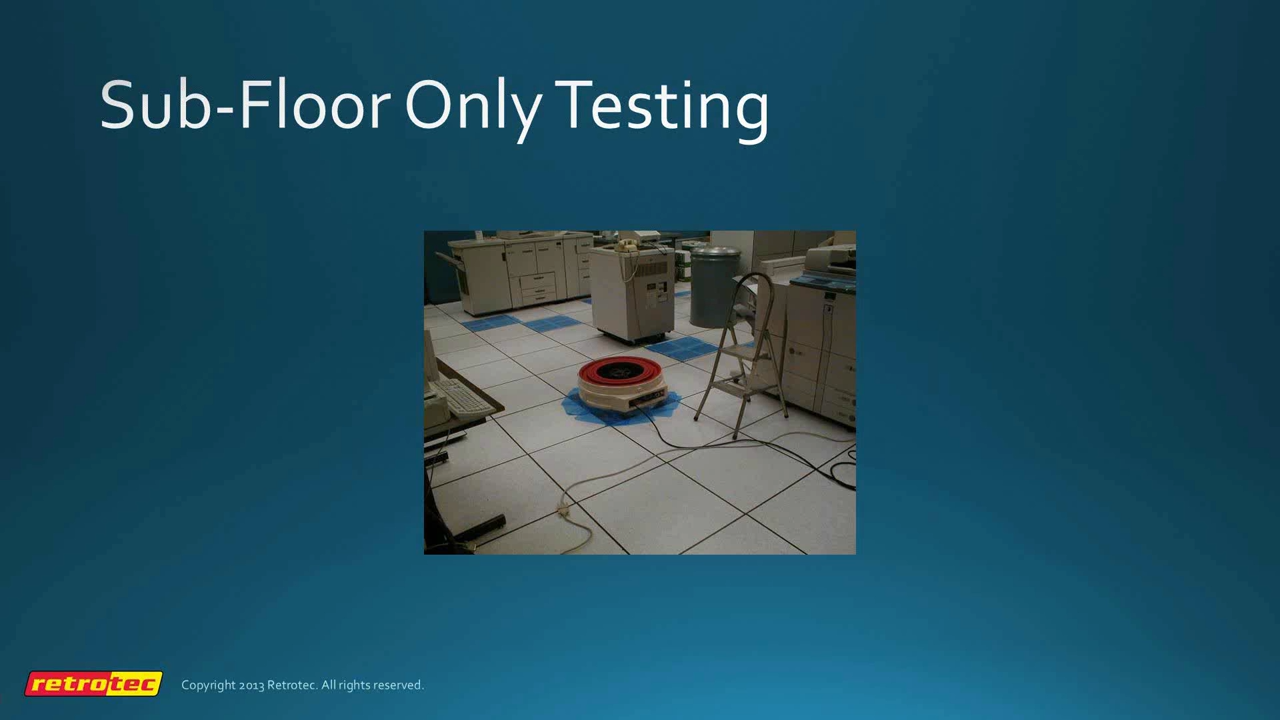 Sub-Floor Only Testing
retrotec
Copyright 2013 Retrotec. All rights reserved.